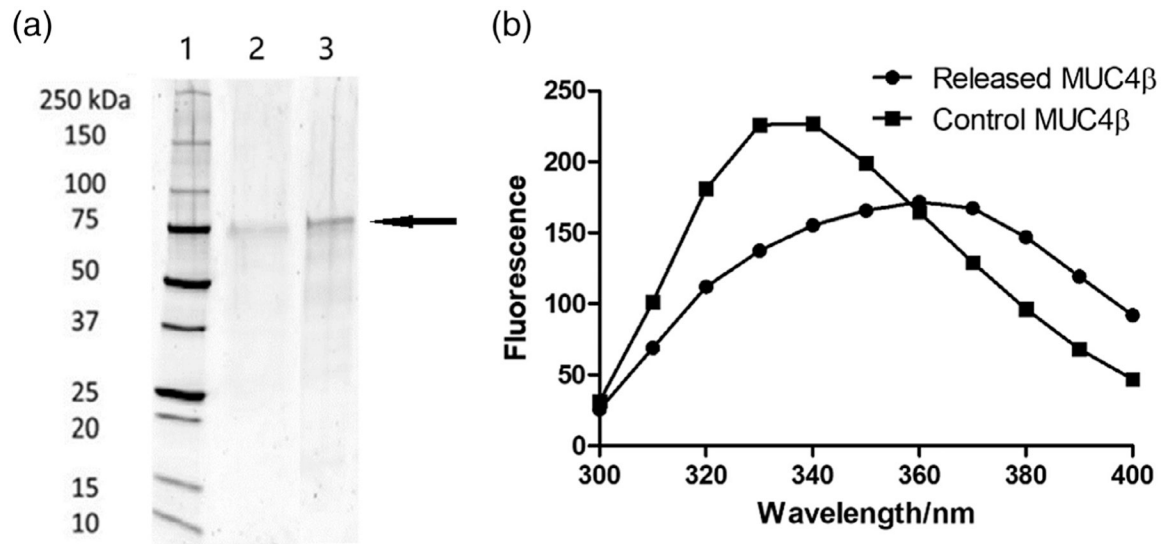 (a)
1 2 3
250 kDa
150
100
75
50
37
25
20
15
10
(b)
Released MUC4β
Control MUC4β
Fluorescence
250
200
150
100
50
0
300 320 340 360 380 400
Wavelength/nm